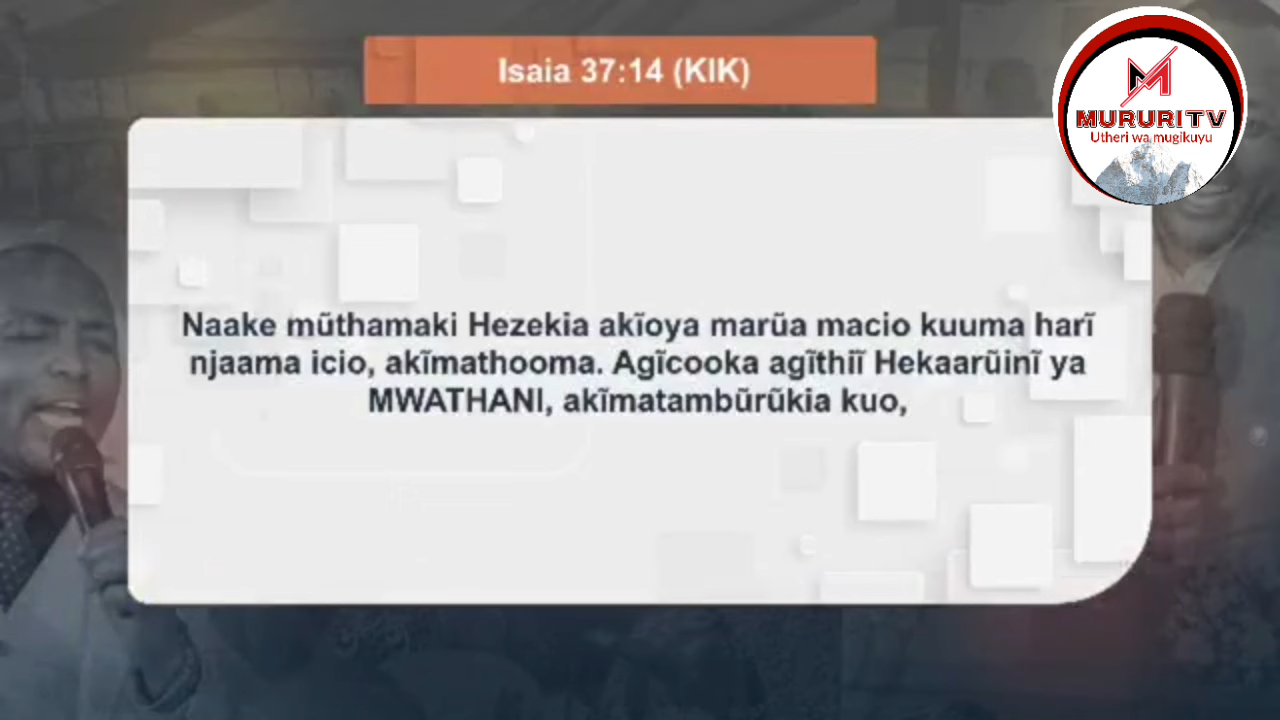 Isaia 37:14 (KIK)
M
MURURI TV
Utheri wa mugikuyu
Naake mũthamaki Hezekia akĩoya marũa macio kuuma harĩ
njaama icio, akĩmathooma. Agĩcooka agĩthiĩ Hekaarũinĩ ya
MWATHANI, akĩmatambũrũkia kuo,